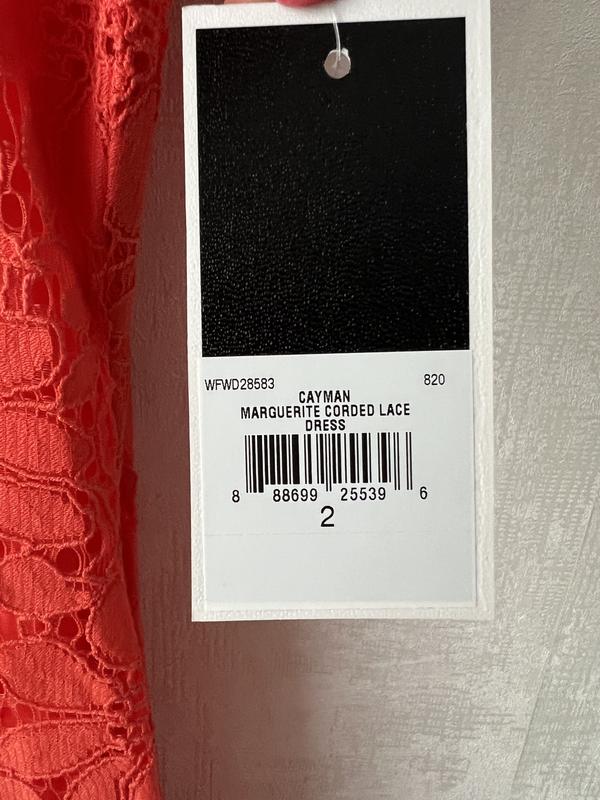 WFWD28583 820
CAYMAN
MARGUERITE CORDED LACE
DRESS
8 88699 25539 6
2